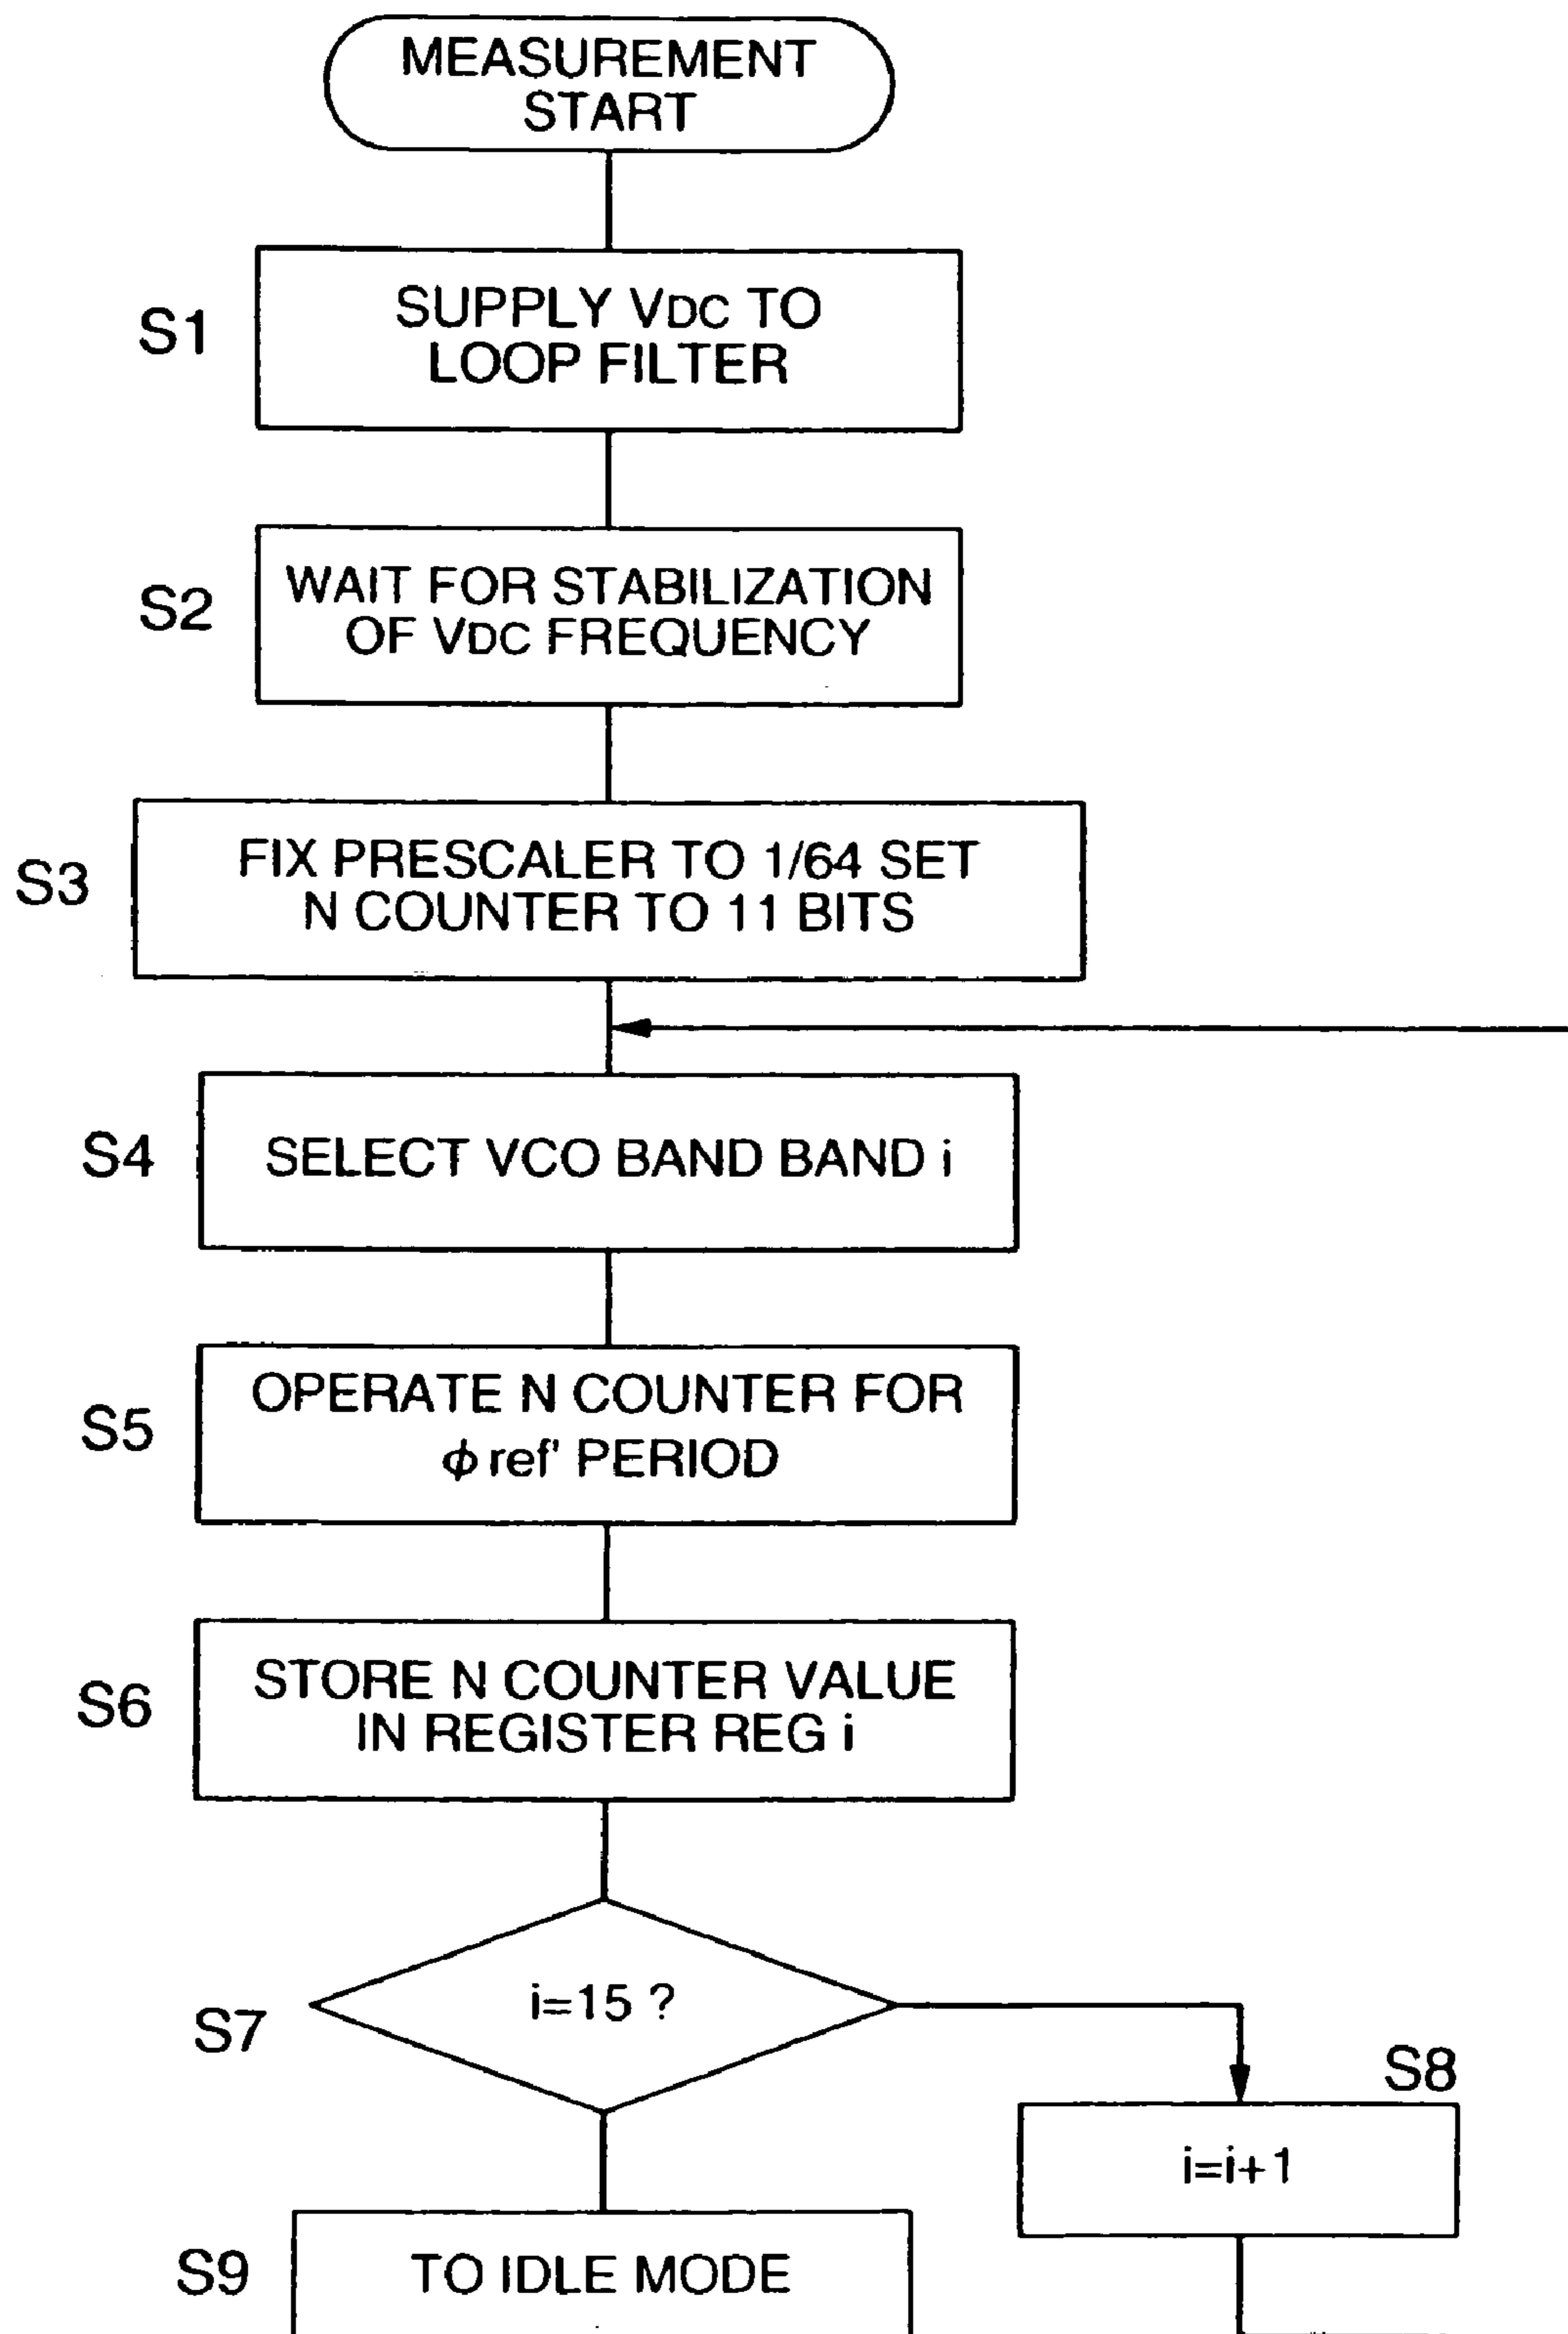 MEASUREMENT
START
S1
SUPPLY VDC TO
LOOP FILTER
S2
WAIT FOR STABILIZATION
OF VDC FREQUENCY
S3
FIX PRESCALER TO 1/64 SET
N COUNTER TO 11 BITS
S4
SELECT VCO BAND BAND i
S5
OPERATE N COUNTER FOR
ϕ ref' PERIOD
S6
STORE N COUNTER VALUE
IN REGISTER REG i
S7
i=15 ?
S8
i=i+1
S9
TO IDLE MODE